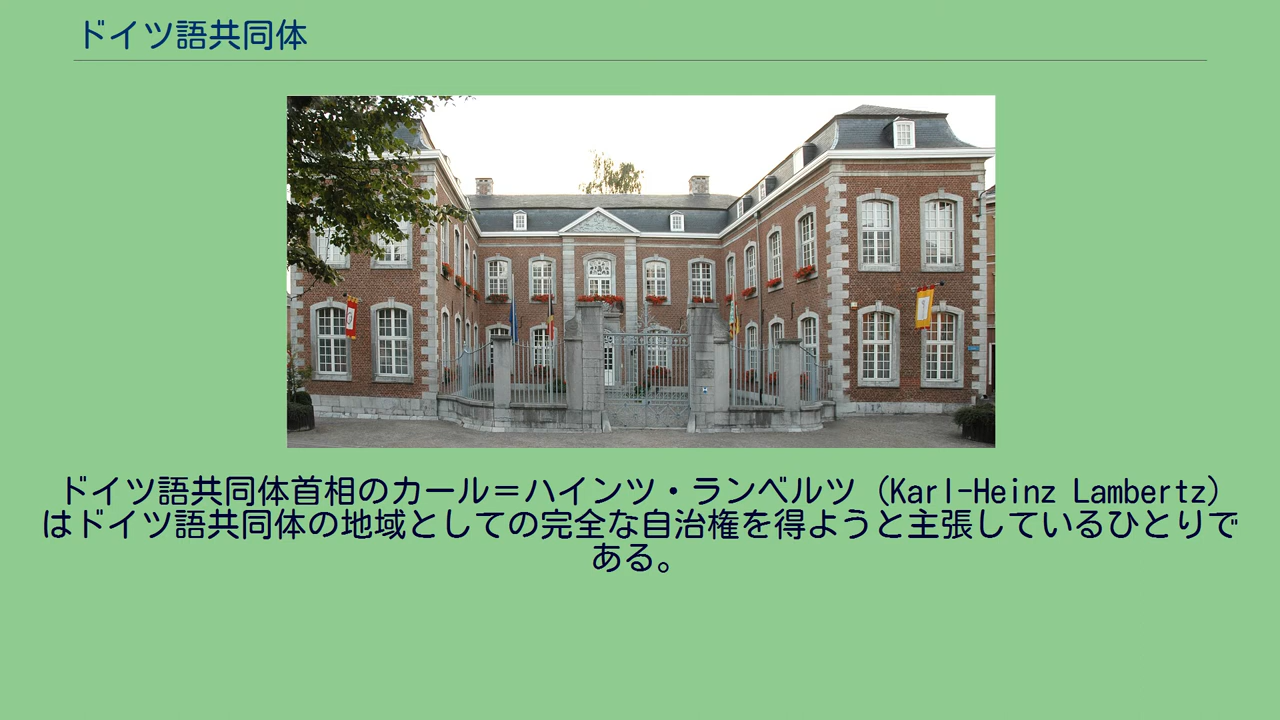 ドイツ語共同体
ドイツ語共同体首相のカール＝ハインツ・ランベルツ（Karl-Heinz Lambertz）
はドイツ語共同体の地域としての完全な自治権を得ようと主張しているひとりで
ある。